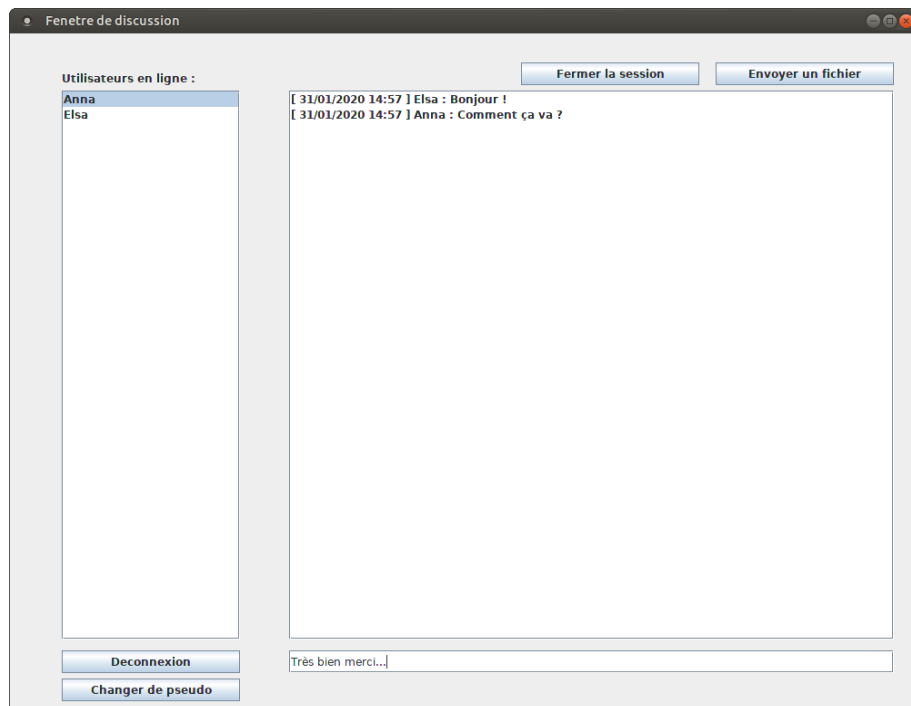 Fenetre de discussion
Utilisateurs en ligne :
Fermer la session
Envoyer un fichier
Anna
Elsa
[ 31/01/2020 14:57 ] Elsa : Bonjour !
[ 31/01/2020 14:57 ] Anna : Comment ça va ?
Deconnexion
Très bien merci...
Changer de pseudo